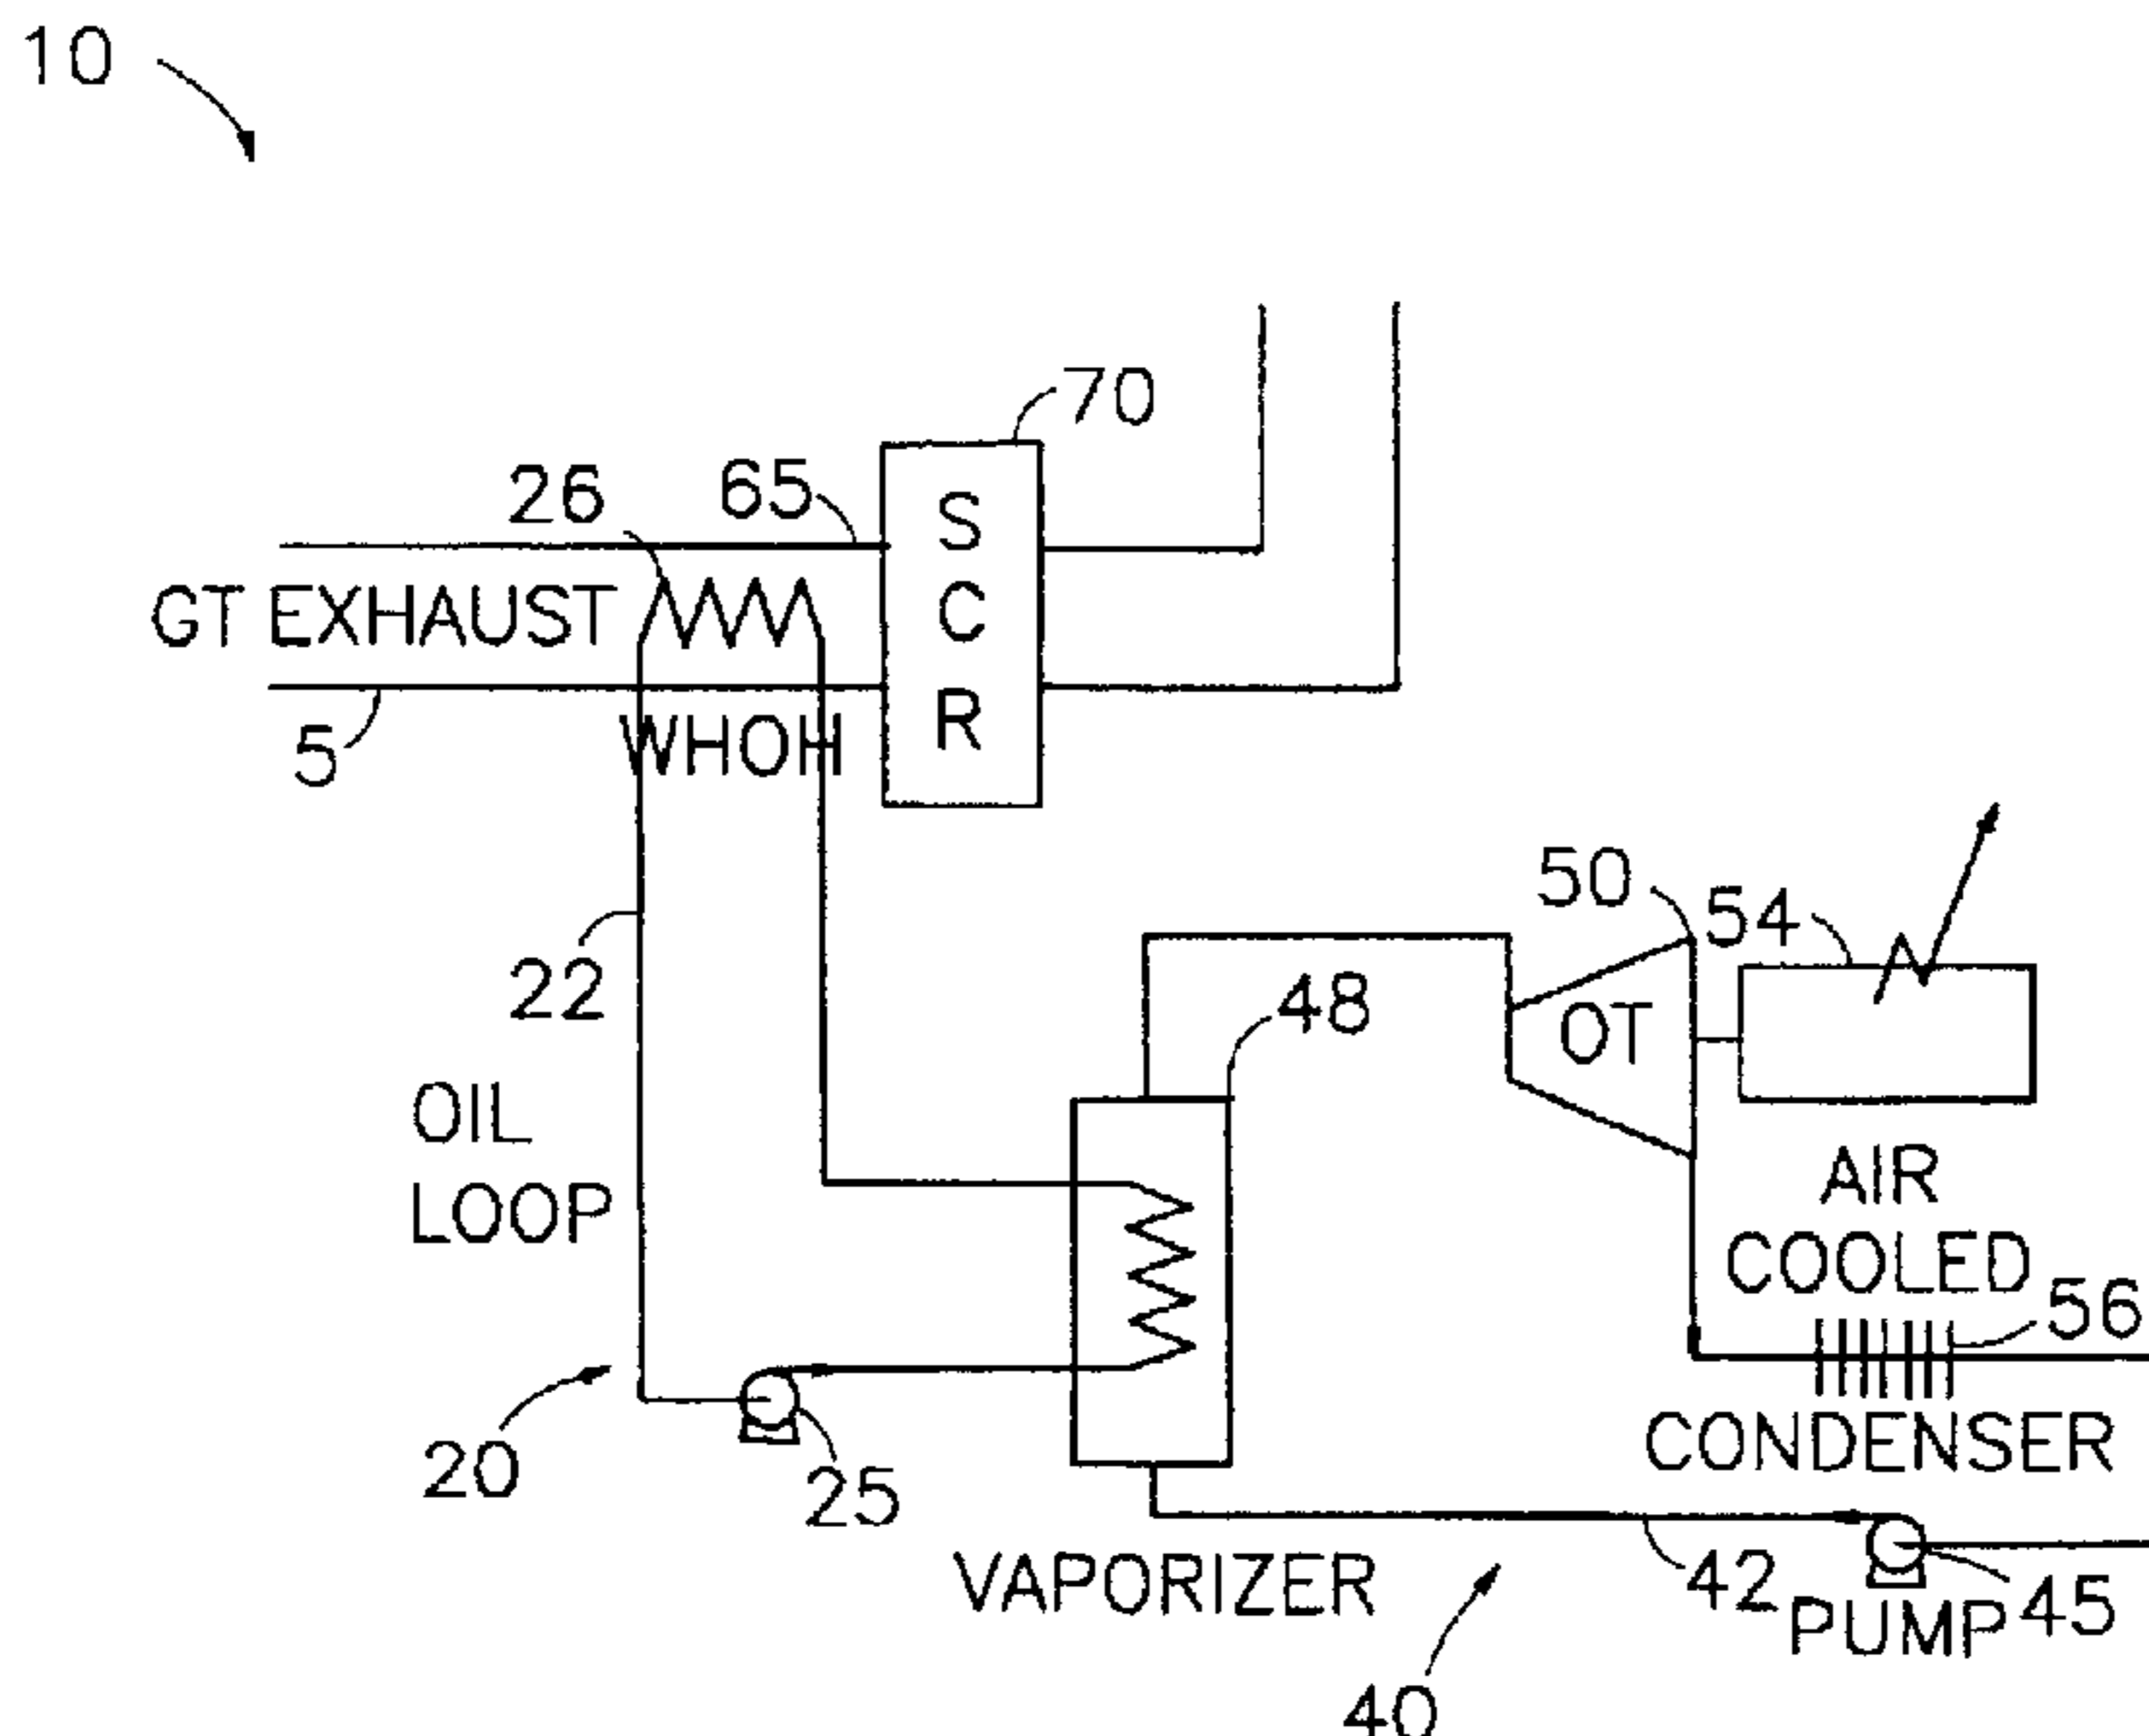 10
70
26
65
S
C
R
GT EXHAUST
WHOH
5
50
54
22
48
OT
OIL
LOOP
AIR
COOLED
56
CONDENSER
20
25
VAPORIZER
42
PUMP
45
40